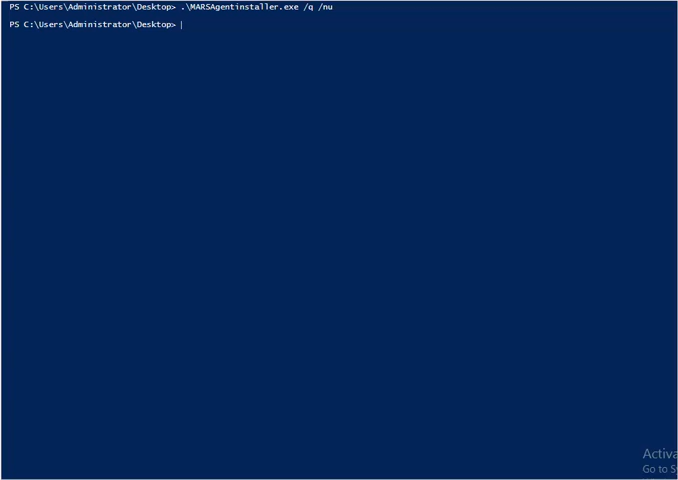 PS C:\Users\Administrator\Desktop> .\MARSAgentinstaller.exe /q /nu
PS C:\Users\Administrator\Desktop>
Activa
Go to S